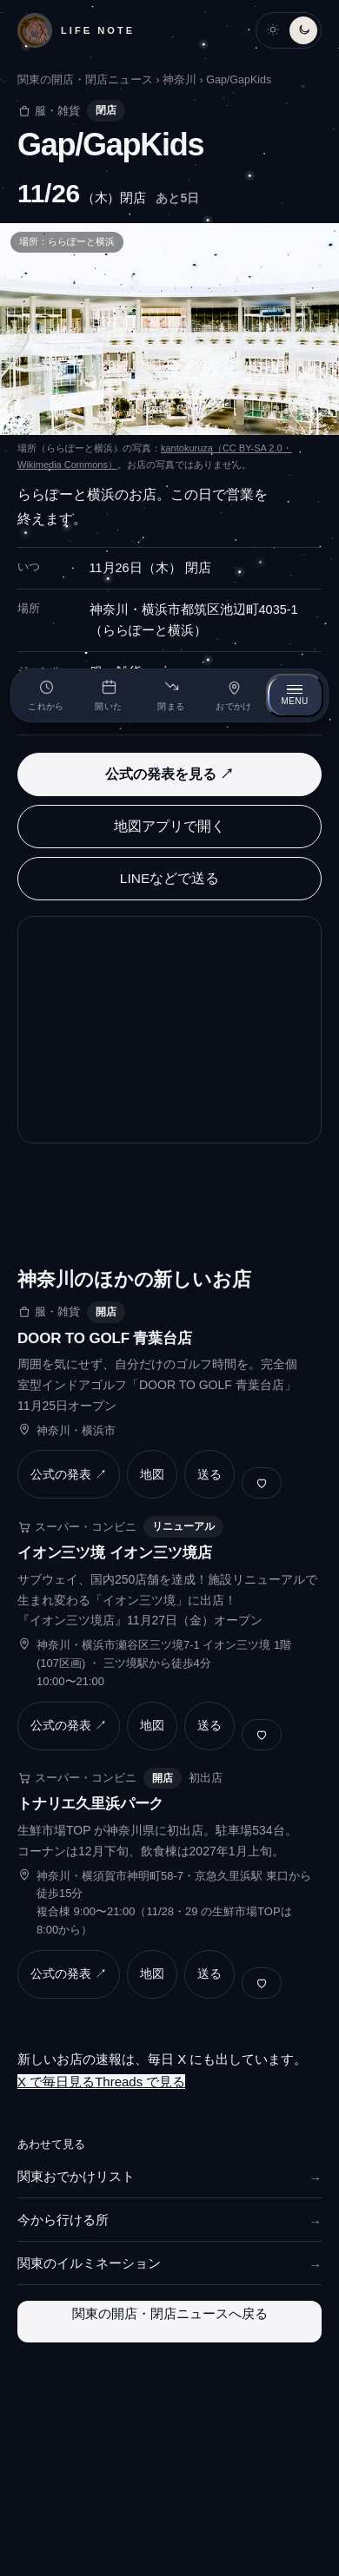 LIFE NOTE
関東の開店・閉店ニュース › 神奈川 › Gap/GapKids
服・雑貨 閉店
Gap/GapKids
11/26（木）閉店 あと5日
場所：ららぽーと横浜
場所（ららぽーと横浜）の写真：kantokuruza（CC BY-SA 2.0・
Wikimedia Commons）。お店の写真ではありません。
ららぽーと横浜のお店。この日で営業を
終えます。
いつ 11月26日（木） 閉店
場所 神奈川・横浜市都筑区池辺町4035-1
（ららぽーと横浜）
これから 開いた 閉まる おでかけ MENU
公式の発表を見る ↗
地図アプリで開く
LINEなどで送る
神奈川のほかの新しいお店
服・雑貨 開店
DOOR TO GOLF 青葉台店
周囲を気にせず、自分だけのゴルフ時間を。完全個
室型インドアゴルフ「DOOR TO GOLF 青葉台店」
11月25日オープン
神奈川・横浜市
公式の発表 ↗ 地図 送る
スーパー・コンビニ リニューアル
イオン三ツ境 イオン三ツ境店
サブウェイ、国内250店舗を達成！施設リニューアルで
生まれ変わる「イオン三ツ境」に出店！
『イオン三ツ境店』11月27日（金）オープン
神奈川・横浜市瀬谷区三ツ境7-1 イオン三ツ境 1階
(107区画) ・ 三ツ境駅から徒歩4分
10:00〜21:00
公式の発表 ↗ 地図 送る
スーパー・コンビニ 開店 初出店
トナリエ久里浜パーク
生鮮市場TOP が神奈川県に初出店。駐車場534台。
コーナンは12月下旬、飲食棟は2027年1月上旬。
神奈川・横須賀市神明町58-7・京急久里浜駅 東口から
徒歩15分
複合棟 9:00〜21:00（11/28・29 の生鮮市場TOPは
8:00から）
公式の発表 ↗ 地図 送る
新しいお店の速報は、毎日 X にも出しています。
X で毎日見るThreads で見る
あわせて見る
関東おでかけリスト →
今から行ける所 →
関東のイルミネーション →
関東の開店・閉店ニュースへ戻る